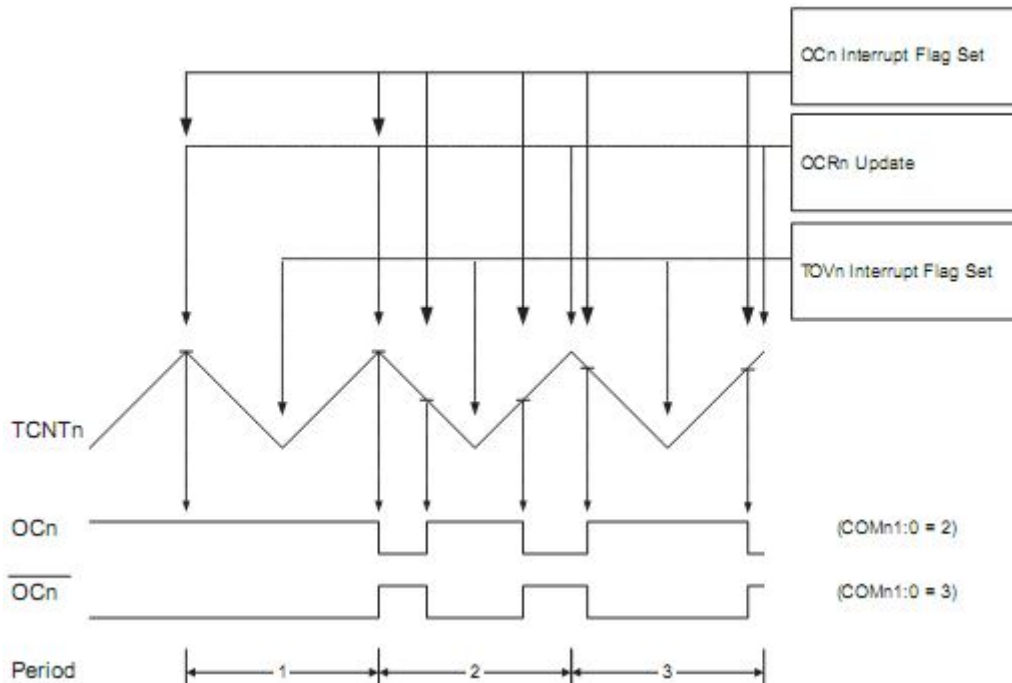 OCn Interrupt Flag Set
OCRn Update
TOVn Interrupt Flag Set
TCNTn
OCn
(COMn1:0 = 2)
OCn
(COMn1:0 = 3)
Period
1
2
3